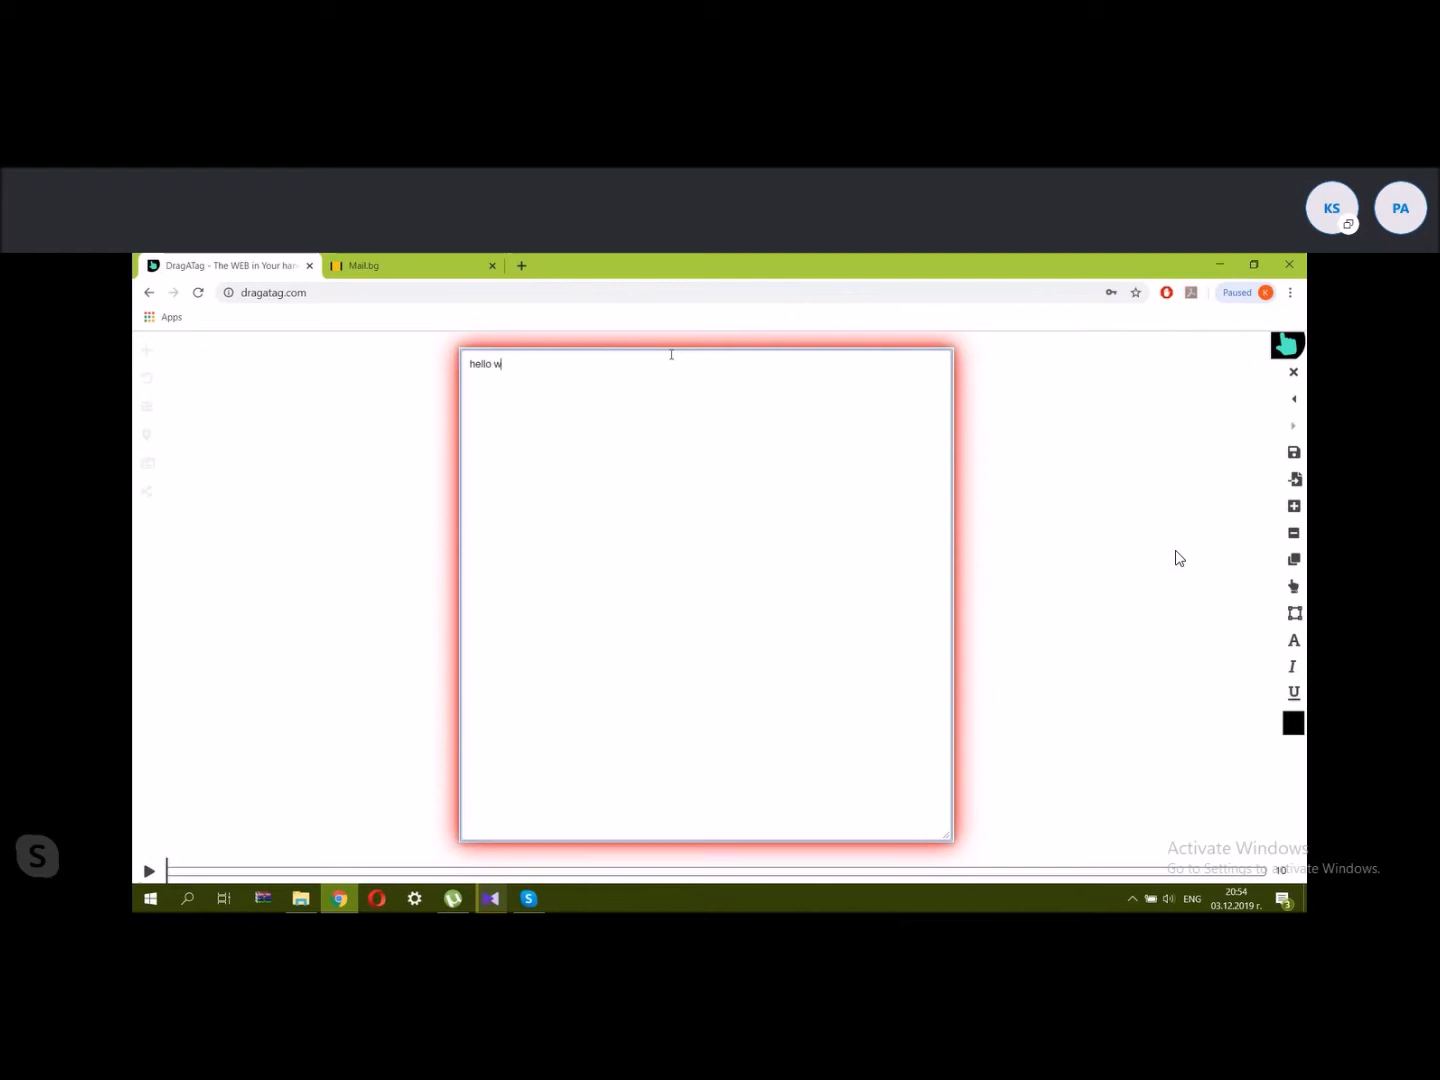 KS
PA
DragATag - The WEB in Your han
Mail.bg
dragatag.com
Paused
K
Apps
hello w
A
I
U
Activate Windows
Go to Settings to activate Windows.
10
S
ENG
20:54
03.12.2019 г.
3